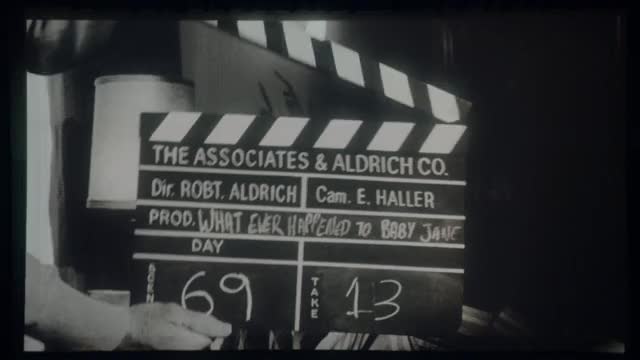 THE ASSOCIATES & ALDRICH CO.
Dir. ROBT. ALDRICH Cam. E. HALLER
PROD. WHAT EVER HAPPENED TO BABY JANE
DAY
SCENE 69 TAKE 13